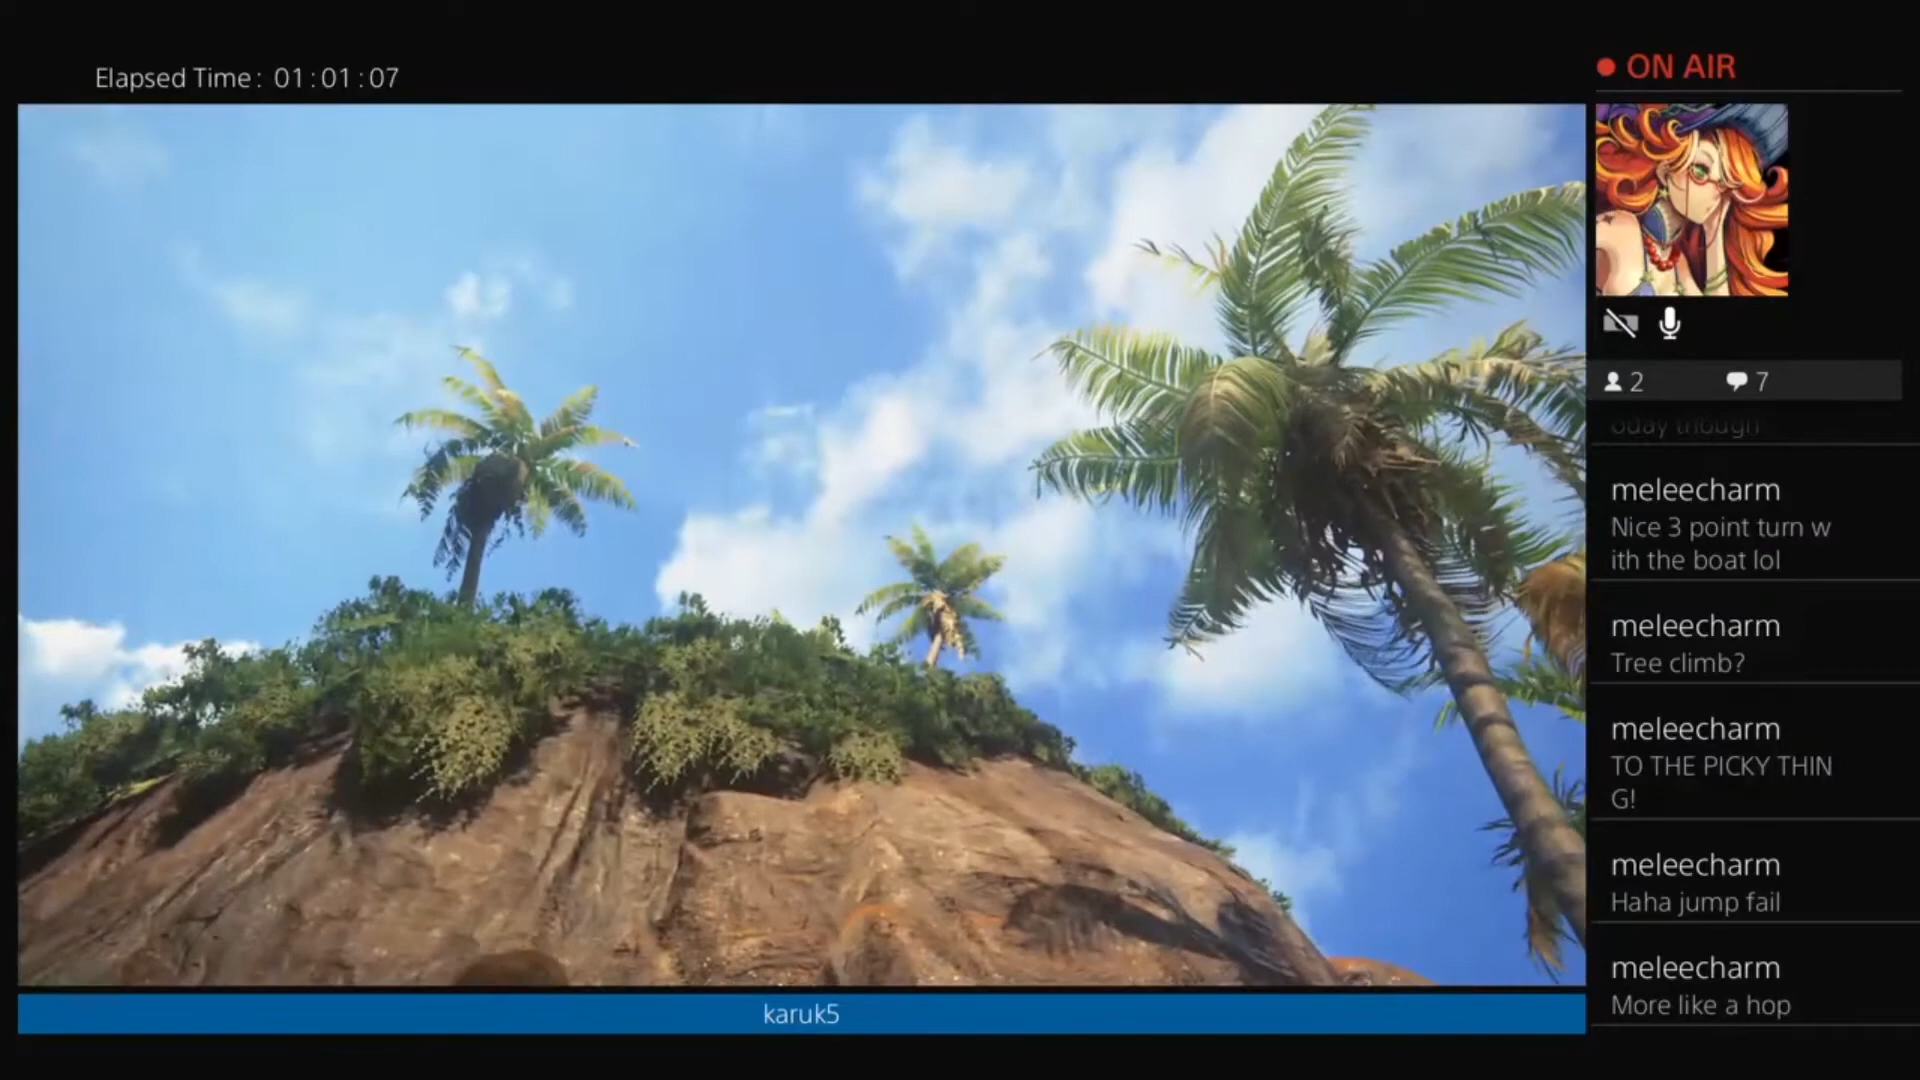 Elapsed Time: 01:01:07
ON AIR
2
7
meleecharm
Nice 3 point turn w
ith the boat lol
meleecharm
Tree climb?
meleecharm
TO THE PICKY THIN
G!
meleecharm
Haha jump fail
meleecharm
More like a hop
karuk5